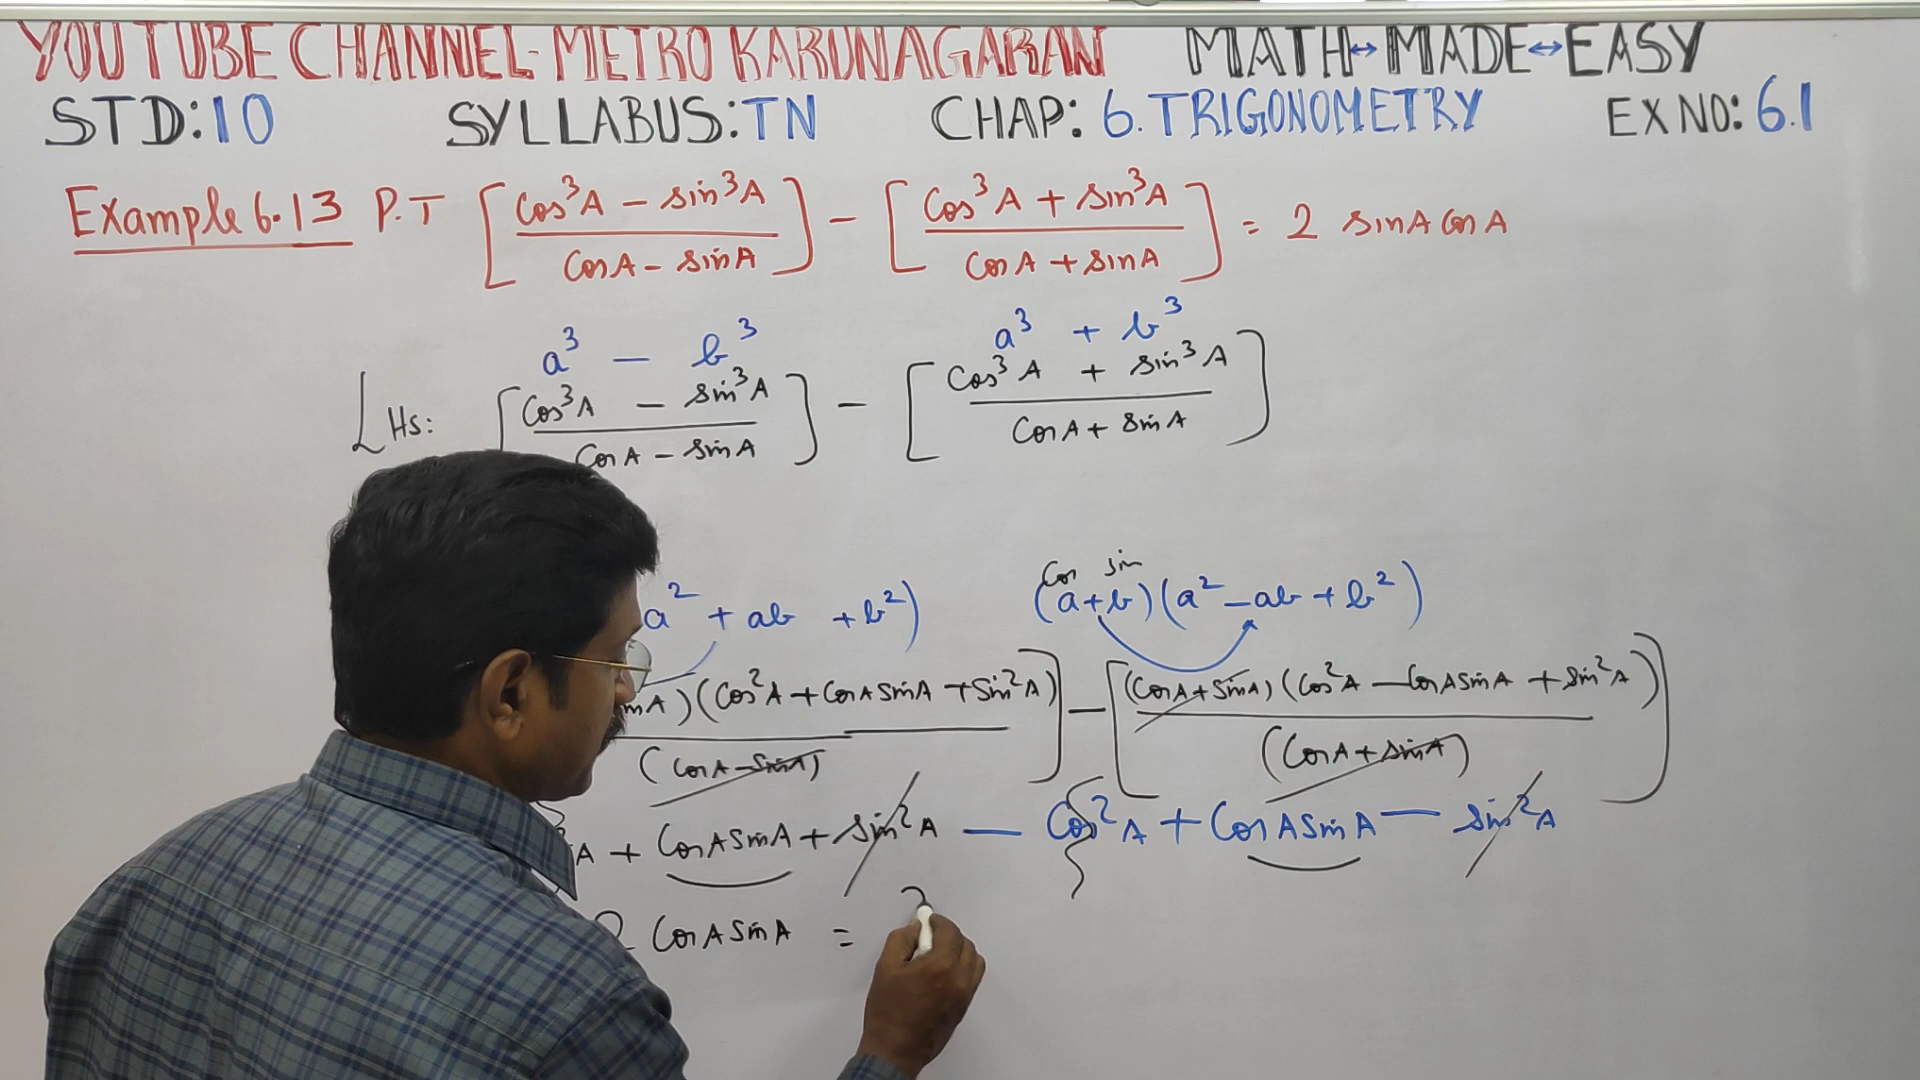 YOUTUBE CHANNEL-METRO KARUNAGARAN MATH↔MADE↔EASY
STD:10 SYLLABUS:TN CHAP: 6.TRIGONOMETRY EX NO: 6.1
Example 6.13 P.T [(cos³A − sin³A)/(cosA − sinA)] − [(cos³A + sin³A)/(cosA + sinA)] = 2 sinA cosA
a³ − b³ a³ + b³
LHS: [(cos³A − sin³A)/(cosA − sinA)] − [(cos³A + sin³A)/(cosA + sinA)]
cos sin
a² + ab + b²) (a+b)(a² − ab + b²)
A)(cos²A + cosA sinA + sin²A)/(cosA − sinA)] − [(cosA + sinA)(cos²A − cosA sinA + sin²A)/(cosA + sinA)]
A + cosA sinA + sin²A − cos²A + cosA sinA − sin²A
2 cosA sinA = 2